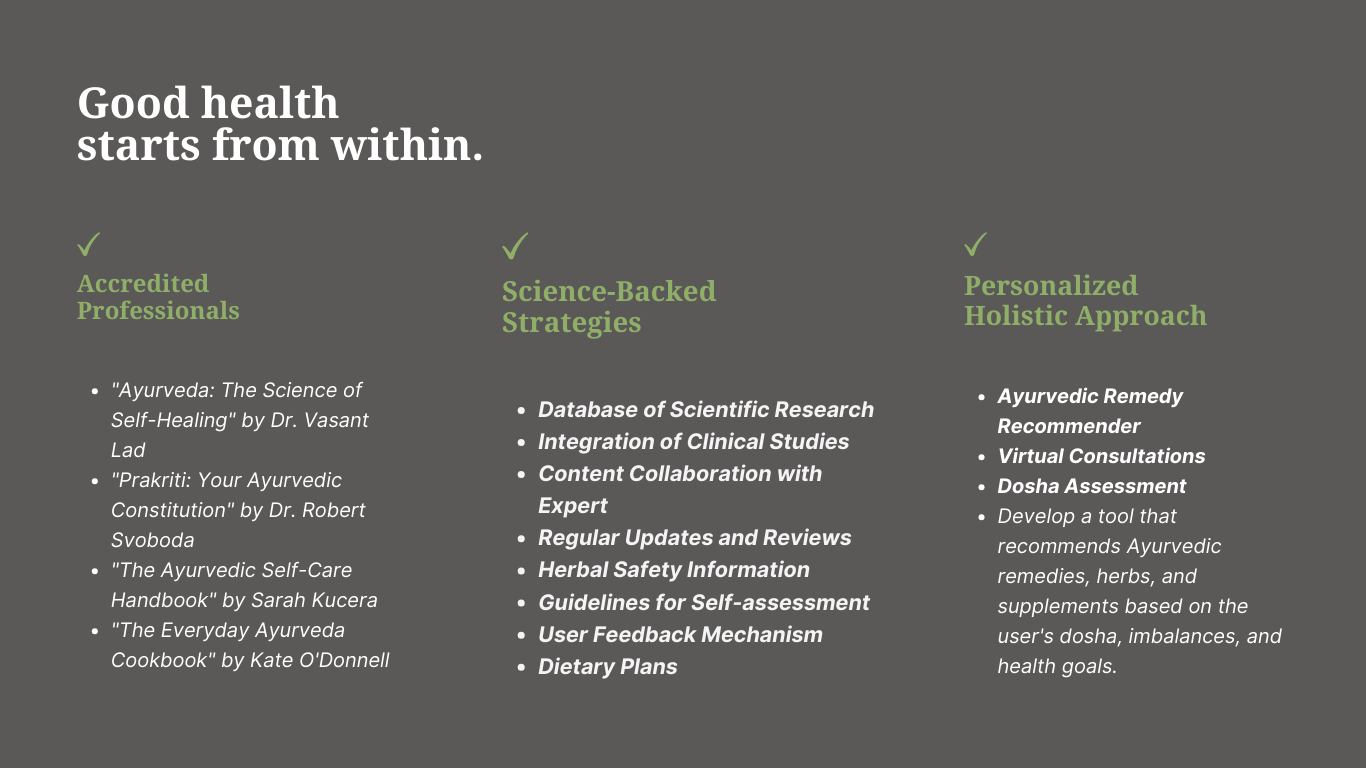 Good health
starts from within.
✓
Accredited
Professionals
• "Ayurveda: The Science of
Self-Healing" by Dr. Vasant
Lad
• "Prakriti: Your Ayurvedic
Constitution" by Dr. Robert
Svoboda
• "The Ayurvedic Self-Care
Handbook" by Sarah Kucera
• "The Everyday Ayurveda
Cookbook" by Kate O'Donnell
✓
Science-Backed
Strategies
• Database of Scientific Research
• Integration of Clinical Studies
• Content Collaboration with
Expert
• Regular Updates and Reviews
• Herbal Safety Information
• Guidelines for Self-assessment
• User Feedback Mechanism
• Dietary Plans
✓
Personalized
Holistic Approach
• Ayurvedic Remedy
Recommender
• Virtual Consultations
• Dosha Assessment
• Develop a tool that
recommends Ayurvedic
remedies, herbs, and
supplements based on the
user's dosha, imbalances, and
health goals.